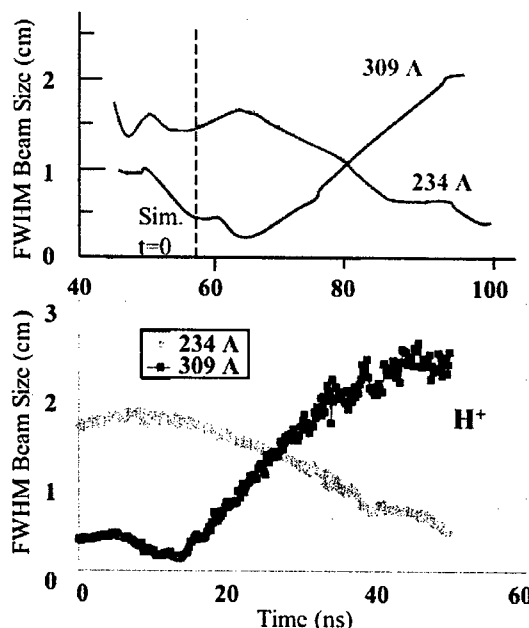 FWHM Beam Size (cm)
2
1
0
309 A
234 A
Sim.
t=0
40
60
80
100
FWHM Beam Size (cm)
3
2
1
0
234 A
309 A
H+
0
20
40
60
Time (ns)